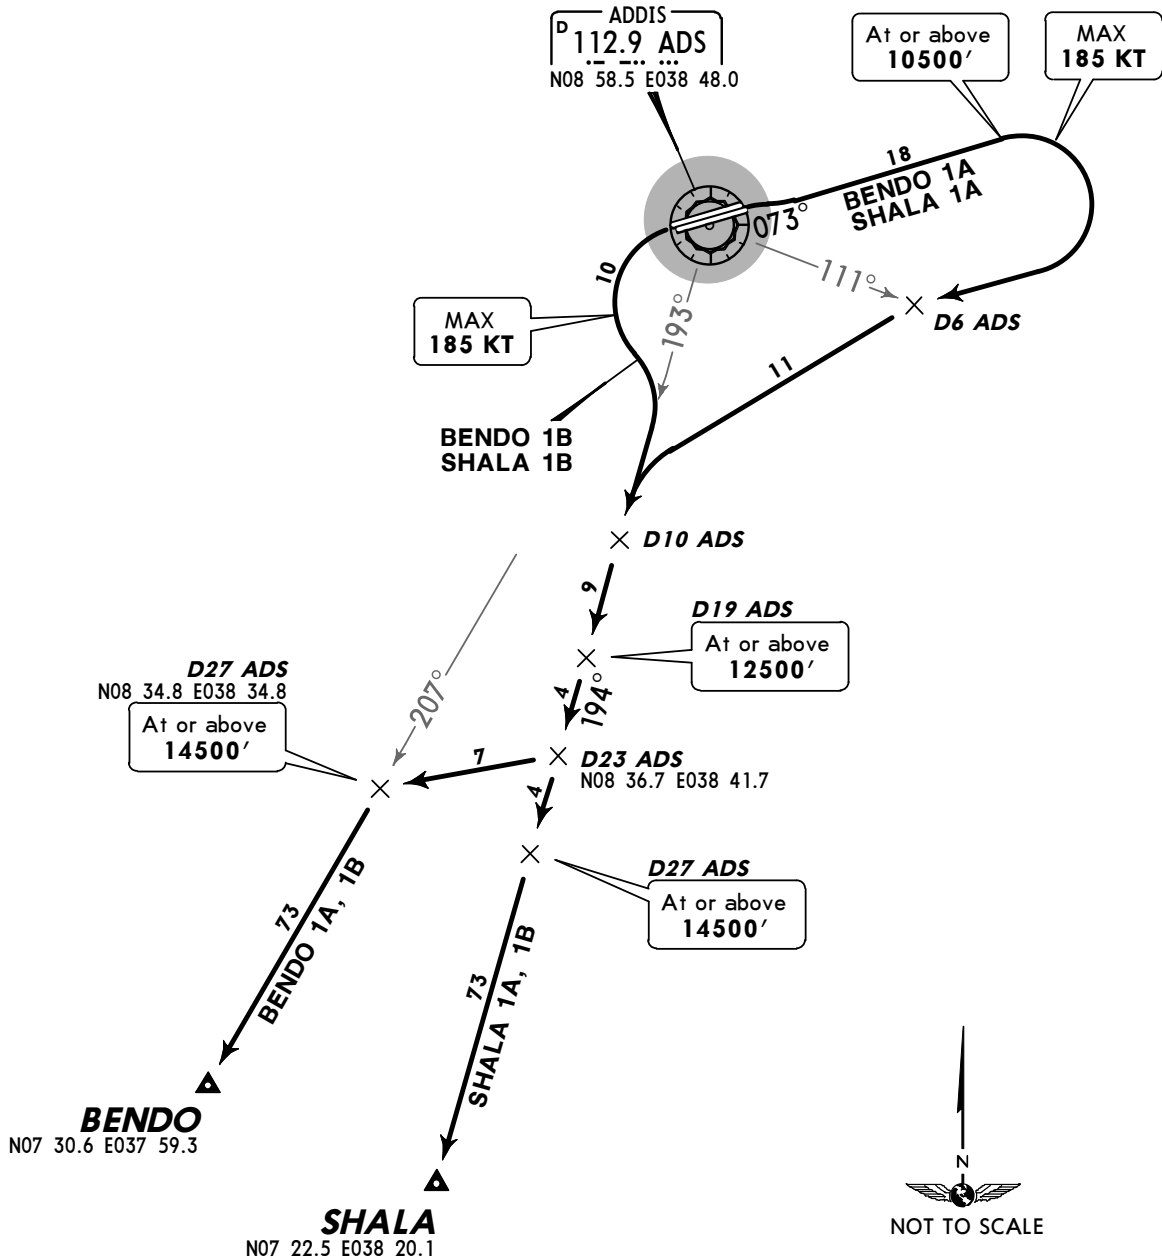 ADDIS
D 112.9 ADS
N08 58.5 E038 48.0
At or above
10500′
MAX
185 KT
18
BENDO 1A
SHALA 1A
073°
111°
D6 ADS
10
193°
MAX
185 KT
11
BENDO 1B
SHALA 1B
D10 ADS
9
D19 ADS
At or above
12500′
D27 ADS
N08 34.8 E038 34.8
At or above
14500′
207°
4
194°
7
D23 ADS
N08 36.7 E038 41.7
4
D27 ADS
At or above
14500′
73
BENDO 1A, 1B
73
SHALA 1A, 1B
BENDO
N07 30.6 E037 59.3
SHALA
N07 22.5 E038 20.1
N
NOT TO SCALE